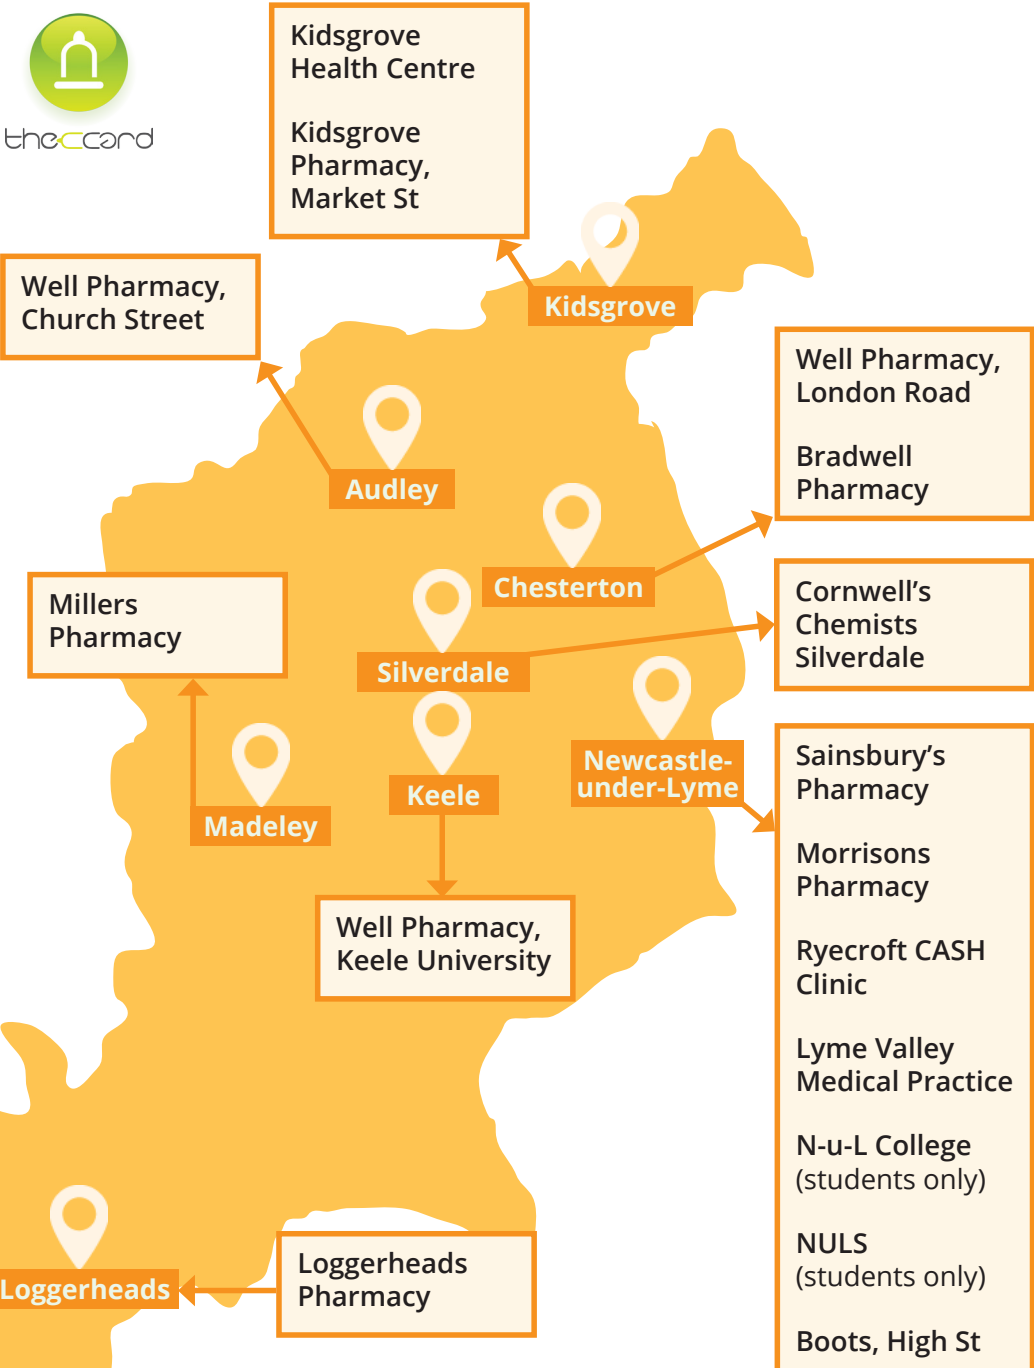 theccard
Kidsgrove
Health Centre
Kidsgrove
Pharmacy,
Market St
Well Pharmacy,
Church Street
Kidsgrove
Well Pharmacy,
London Road
Bradwell
Pharmacy
Audley
Chesterton
Millers
Pharmacy
Cornwell’s
Chemists
Silverdale
Silverdale
Newcastle-
under-Lyme
Keele
Madeley
Sainsbury’s
Pharmacy
Morrisons
Pharmacy
Ryecroft CASH
Clinic
Lyme Valley
Medical Practice
N-u-L College
(students only)
NULS
(students only)
Boots, High St
Well Pharmacy,
Keele University
Loggerheads
Loggerheads
Pharmacy